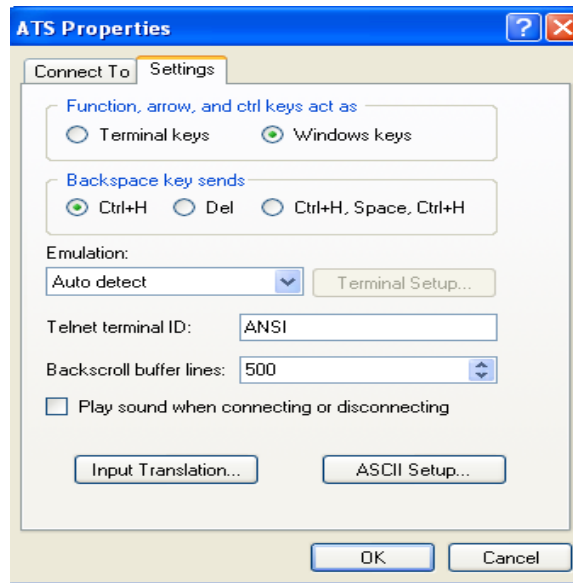 ATS Properties
Connect To Settings
Function, arrow, and ctrl keys act as
Terminal keys Windows keys
Backspace key sends
Ctrl+H Del Ctrl+H, Space, Ctrl+H
Emulation:
Auto detect Terminal Setup...
Telnet terminal ID: ANSI
Backscroll buffer lines: 500
Play sound when connecting or disconnecting
Input Translation... ASCII Setup...
OK Cancel